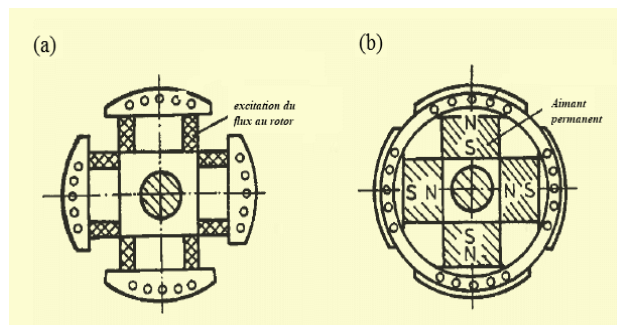 (a)
excitation du
flux au rotor
(b)
Aimant
permanent
N
S
S N
N S
S
N